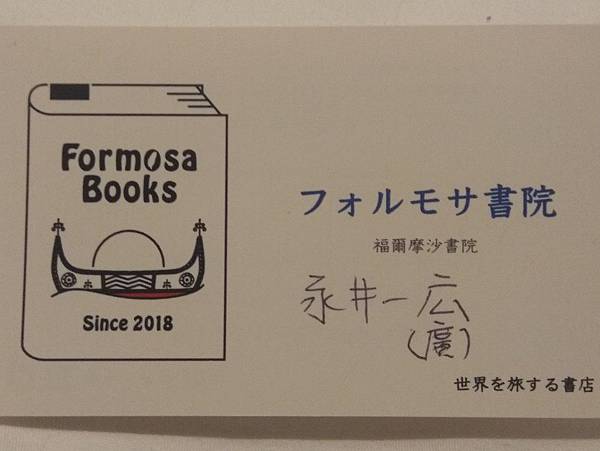 Formosa
Books
Since 2018
フォルモサ書院
福爾摩沙書院
永井一広
(廣)
世界を旅する書店